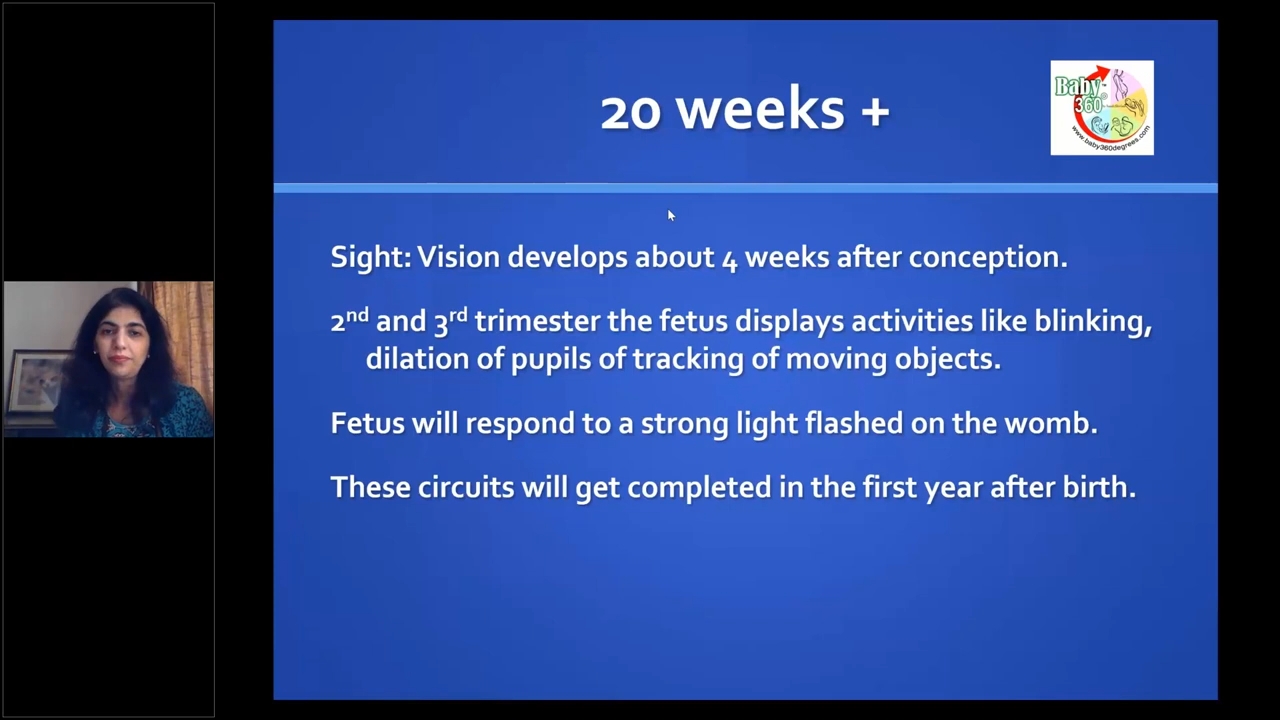 20 weeks +
Baby
360
www.baby360degrees.com
Sight: Vision develops about 4 weeks after conception.
2nd and 3rd trimester the fetus displays activities like blinking,
dilation of pupils of tracking of moving objects.
Fetus will respond to a strong light flashed on the womb.
These circuits will get completed in the first year after birth.